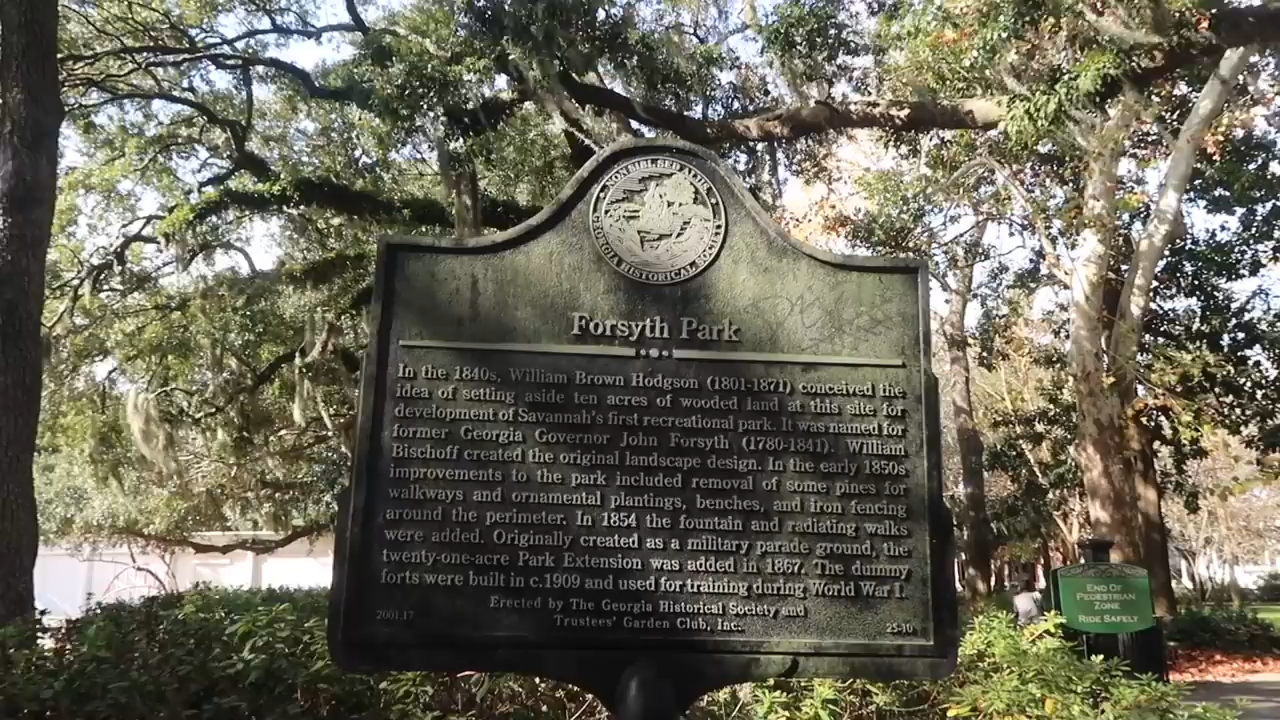 NON SIBI, SED ALIIS
GEORGIA HISTORICAL SOCIETY
Forsyth Park
In the 1840s, William Brown Hodgson (1801-1871) conceived the
idea of setting aside ten acres of wooded land at this site for
development of Savannah's first recreational park. It was named for
former Georgia Governor John Forsyth (1780-1841). William
Bischoff created the original landscape design. In the early 1850s
improvements to the park included removal of some pines for
walkways and ornamental plantings, benches, and iron fencing
around the perimeter. In 1854 the fountain and radiating walks
were added. Originally created as a military parade ground, the
twenty-one-acre Park Extension was added in 1867. The dummy
forts were built in c.1909 and used for training during World War I.
Erected by The Georgia Historical Society and
Trustees' Garden Club, Inc.
2001.17
25-10
END OF
PEDESTRIAN
ZONE
RIDE SAFELY